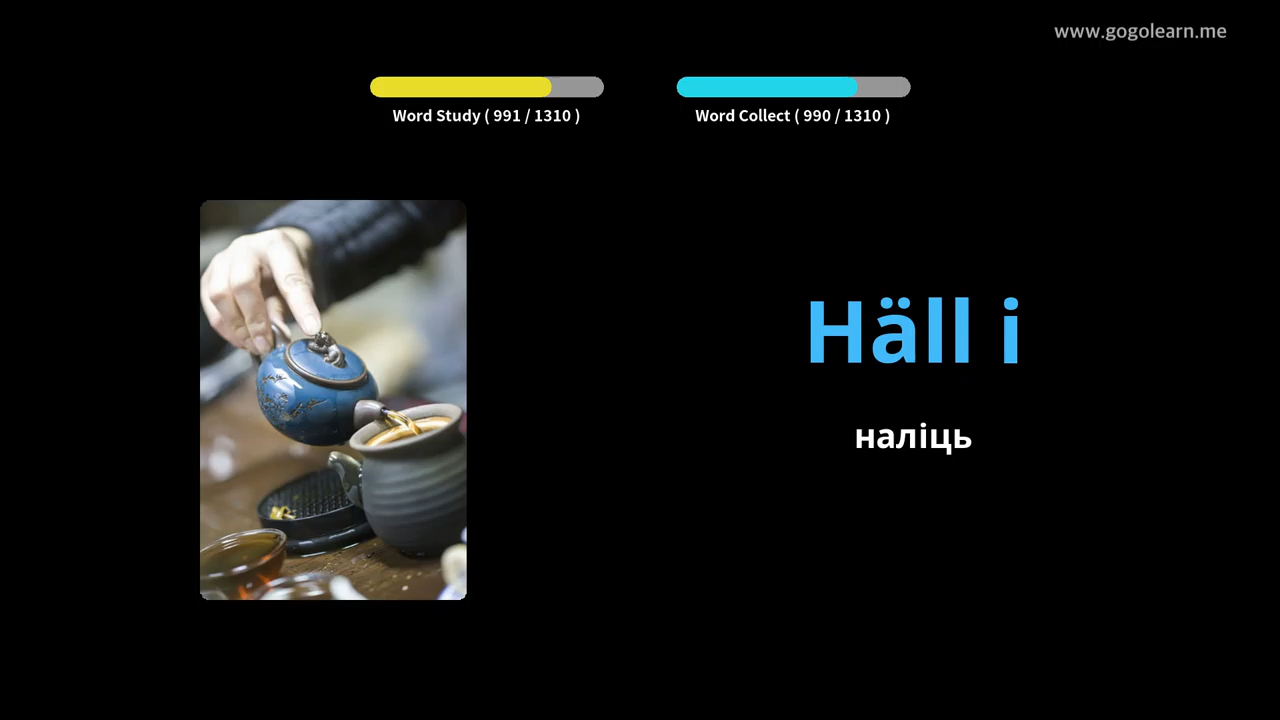 www.gogolearn.me
Word Study ( 991 / 1310 )
Word Collect ( 990 / 1310 )
Häll i
наліць